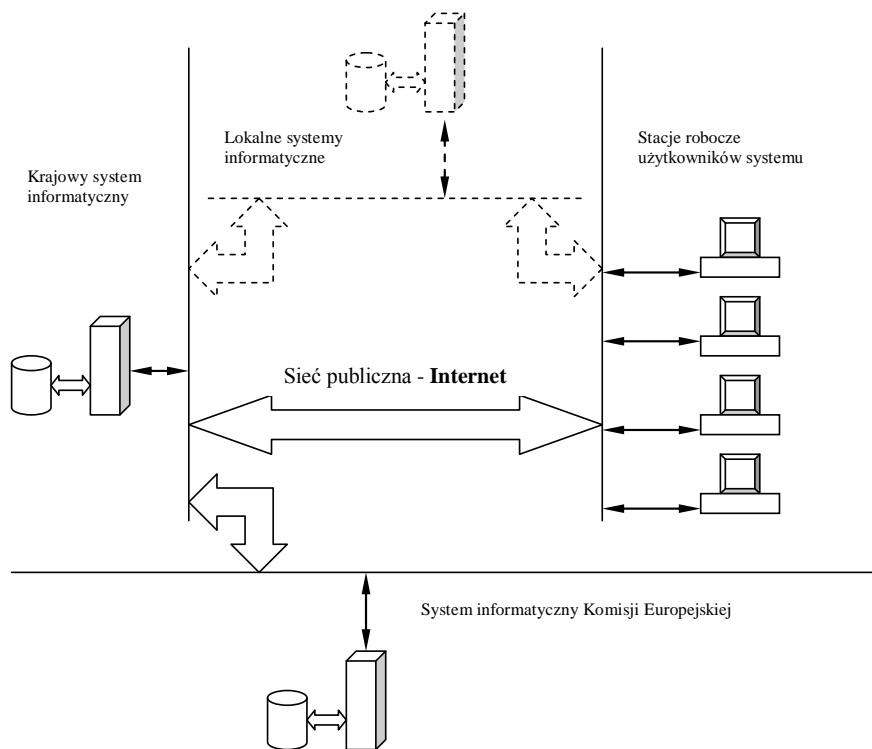 Lokalne systemy
informatyczne
Stacje robocze
użytkowników systemu
Krajowy system
informatyczny
Sieć publiczna - Internet
System informatyczny Komisji Europejskiej